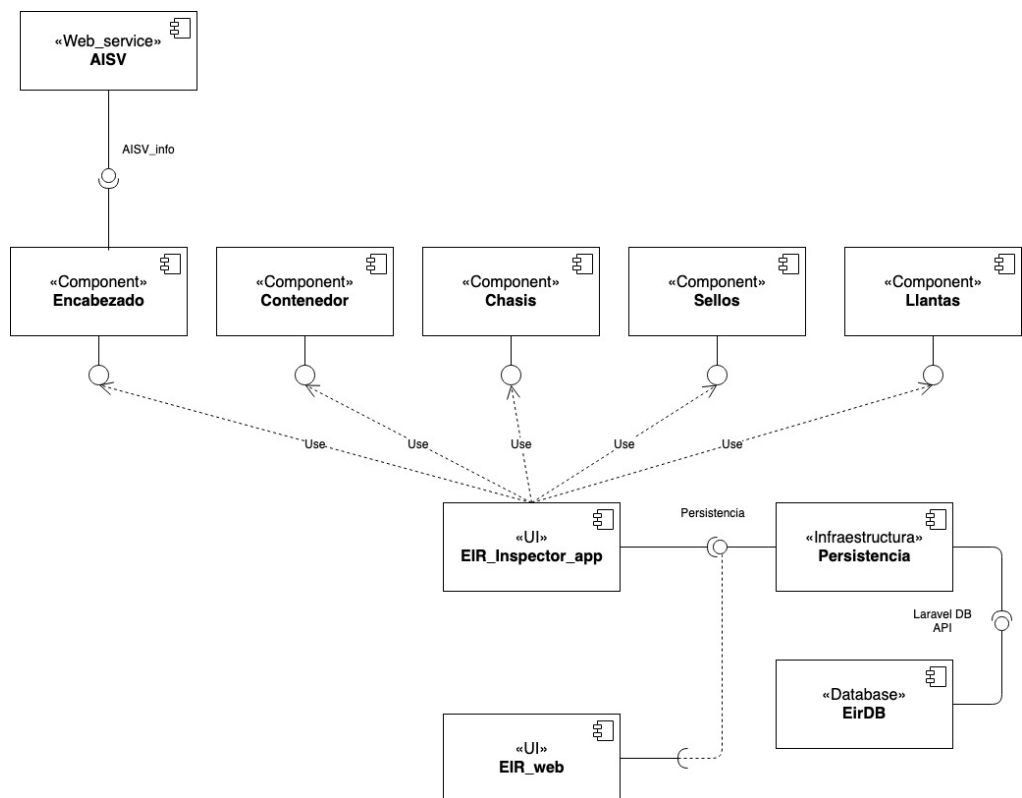 «Web_service»
AISV
AISV_info
«Component»
Encabezado
«Component»
Contenedor
«Component»
Chasis
«Component»
Sellos
«Component»
Llantas
Use
Use
Use
Use
Use
«UI»
EIR_Inspector_app
Persistencia
«Infraestructura»
Persistencia
Laravel DB
API
«Database»
EirDB
«UI»
EIR_web